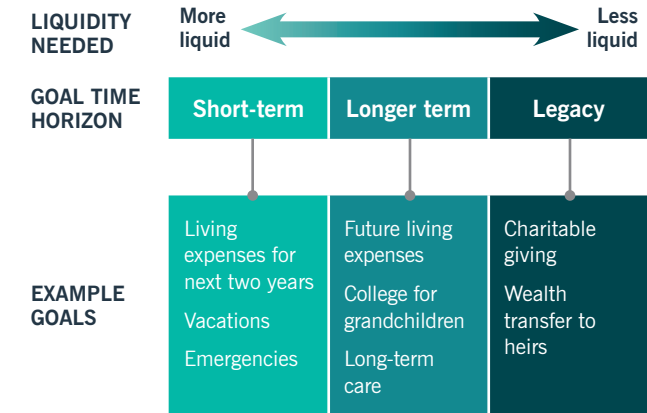 LIQUIDITY
NEEDED
More
liquid
Less
liquid
GOAL TIME
HORIZON
Short-term
Longer term
Legacy
EXAMPLE
GOALS
Living
expenses for
next two years
Vacations
Emergencies
Future living
expenses
College for
grandchildren
Long-term
care
Charitable
giving
Wealth
transfer to
heirs